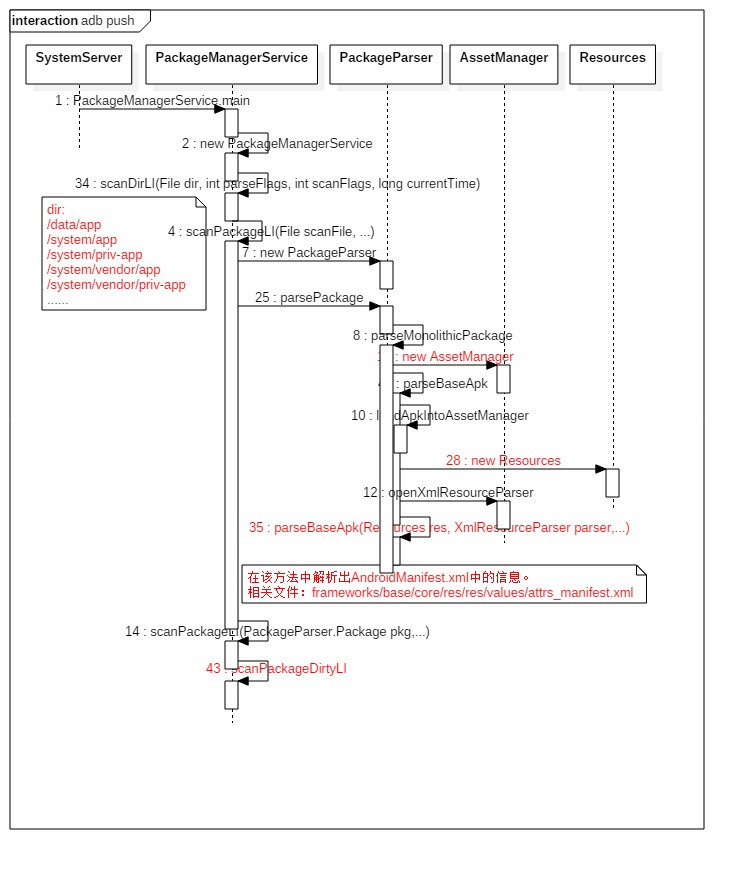 interaction adb push
SystemServer
PackageManagerService
PackageParser
AssetManager
Resources
1 : PackageManagerService.main
2 : new PackageManagerService
34 : scanDirLI(File dir, int parseFlags, int scanFlags, long currentTime)
dir:
/data/app
/system/app
/system/priv-app
/system/vendor/app
/system/vendor/priv-app
......
4 : scanPackageLI(File scanFile, ...)
7 : new PackageParser
25 : parsePackage
8 : parseMonolithicPackage
: new AssetManager
: parseBaseApk
10 : loadApkIntoAssetManager
28 : new Resources
12 : openXmlResourceParser
35 : parseBaseApk(Resources res, XmlResourceParser parser,...)
在该方法中解析出AndroidManifest.xml中的信息。
相关文件：frameworks/base/core/res/res/values/attrs_manifest.xml
14 : scanPackageLI(PackageParser.Package pkg,...)
43 : scanPackageDirtyLI